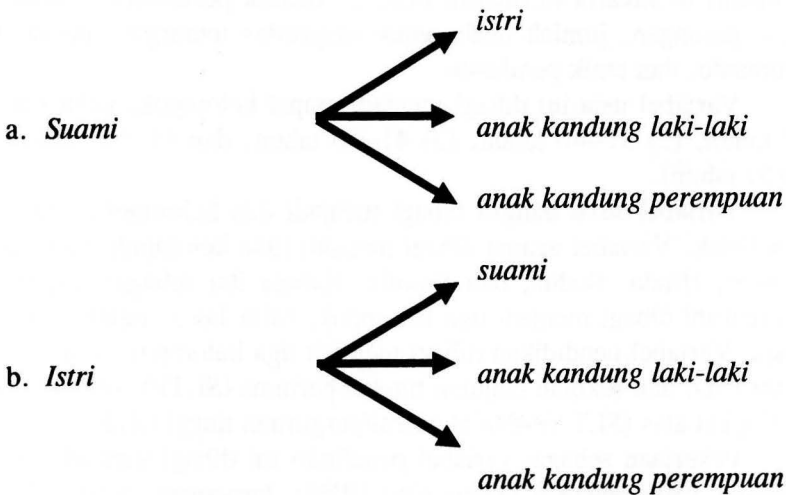 istri
a. Suami
anak kandung laki-laki
anak kandung perempuan
suami
b. Istri
anak kandung laki-laki
anak kandung perempuan